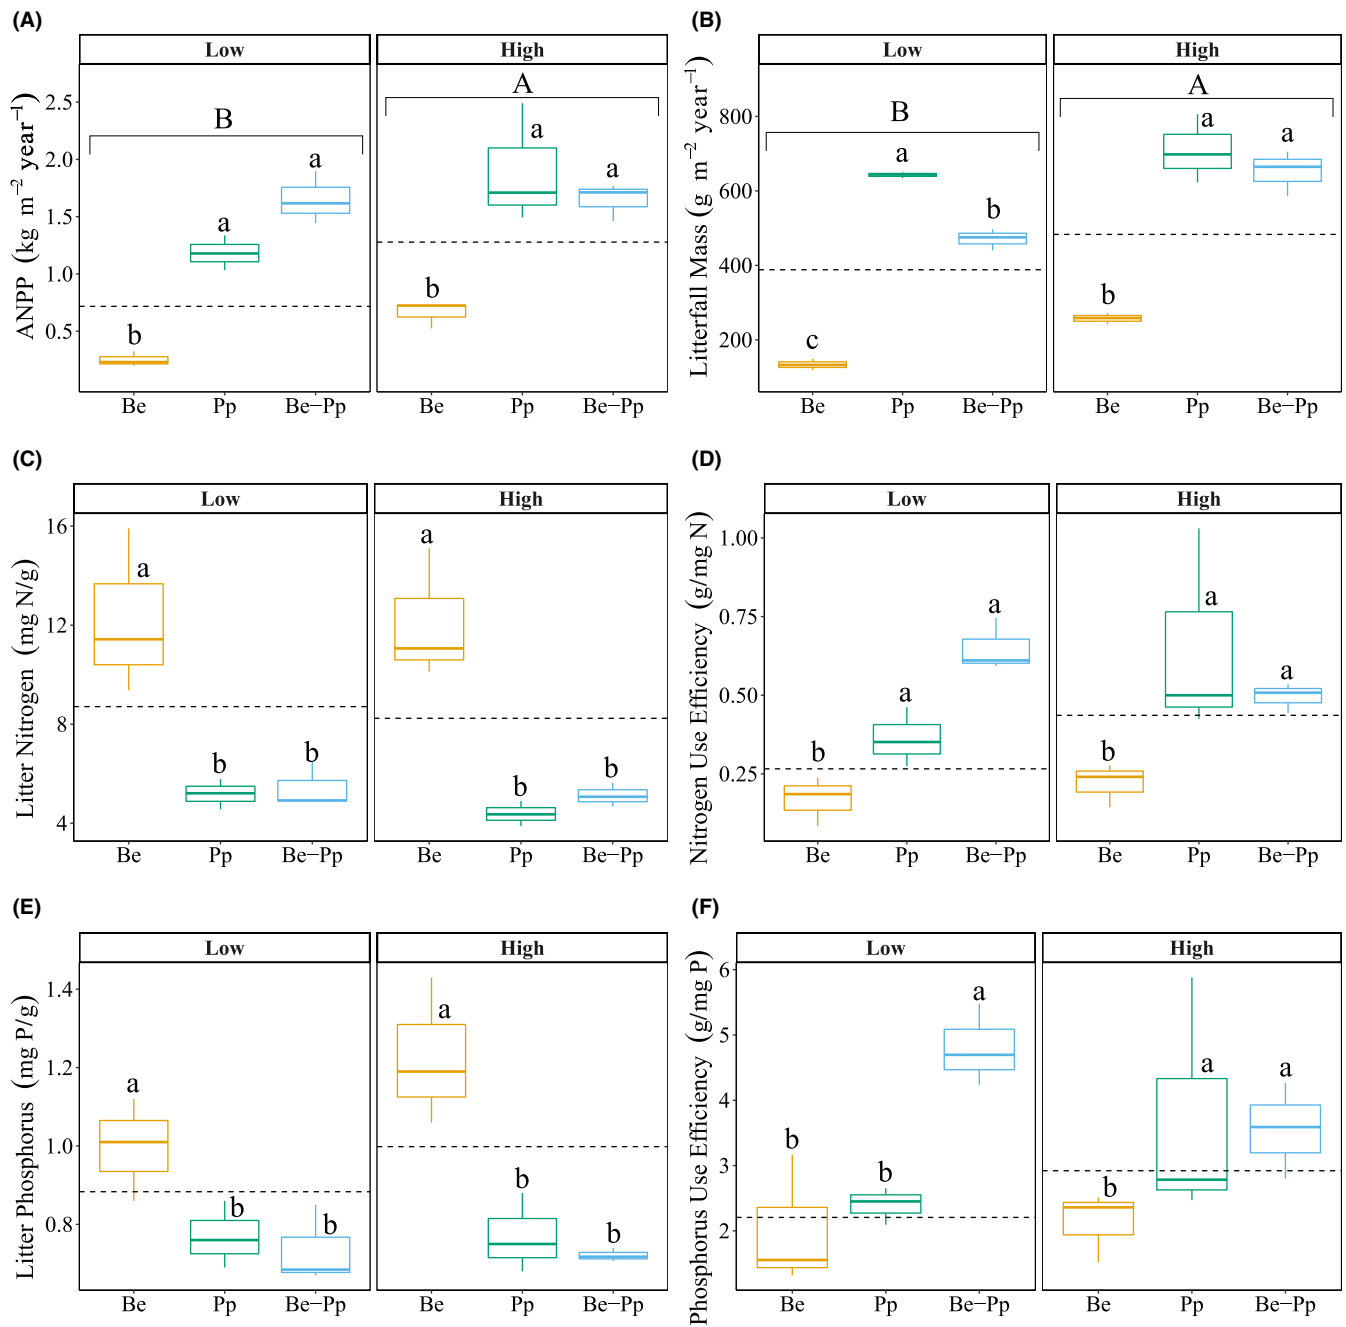 (A)
Low
High
ANPP (kg m−2 year−1)
2.5
2.0
1.5
1.0
0.5
B
A
b
a
a
b
a
a
Be
Pp
Be−Pp
Be
Pp
Be−Pp
(B)
Low
High
Litterfall Mass (g m−2 year−1)
800
600
400
200
B
A
c
a
b
b
a
a
Be
Pp
Be−Pp
Be
Pp
Be−Pp
(C)
Low
High
Litter Nitrogen (mg N/g)
16
12
8
4
a
b
b
a
b
b
Be
Pp
Be−Pp
Be
Pp
Be−Pp
(D)
Low
High
Nitrogen Use Efficiency (g/mg N)
1.00
0.75
0.50
0.25
b
a
a
b
a
a
Be
Pp
Be−Pp
Be
Pp
Be−Pp
(E)
Low
High
Litter Phosphorus (mg P/g)
1.4
1.2
1.0
0.8
a
b
b
a
b
b
Be
Pp
Be−Pp
Be
Pp
Be−Pp
(F)
Low
High
Phosphorus Use Efficiency (g/mg P)
6
5
4
3
2
b
b
a
b
a
a
Be
Pp
Be−Pp
Be
Pp
Be−Pp